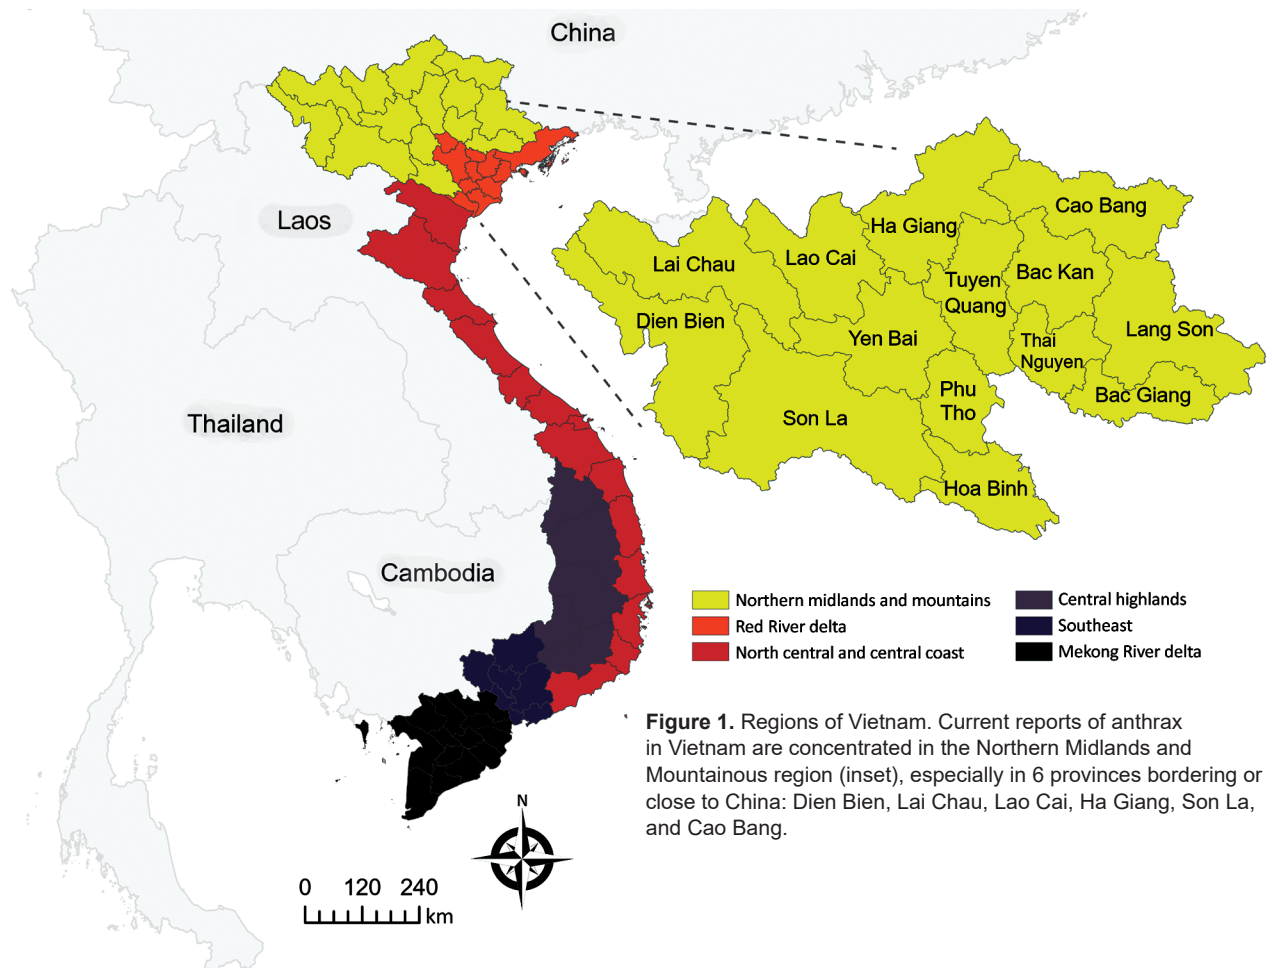 China
Laos
Thailand
Cambodia
Ha Giang
Cao Bang
Lai Chau
Lao Cai
Tuyen
Quang
Bac Kan
Dien Bien
Yen Bai
Thai
Nguyen
Lang Son
Phu
Tho
Bac Giang
Son La
Hoa Binh
Northern midlands and mountains
Red River delta
North central and central coast
Central highlands
Southeast
Mekong River delta
Figure 1. Regions of Vietnam. Current reports of anthrax
in Vietnam are concentrated in the Northern Midlands and
Mountainous region (inset), especially in 6 provinces bordering or
close to China: Dien Bien, Lai Chau, Lao Cai, Ha Giang, Son La,
and Cao Bang.
N
0 120 240
km